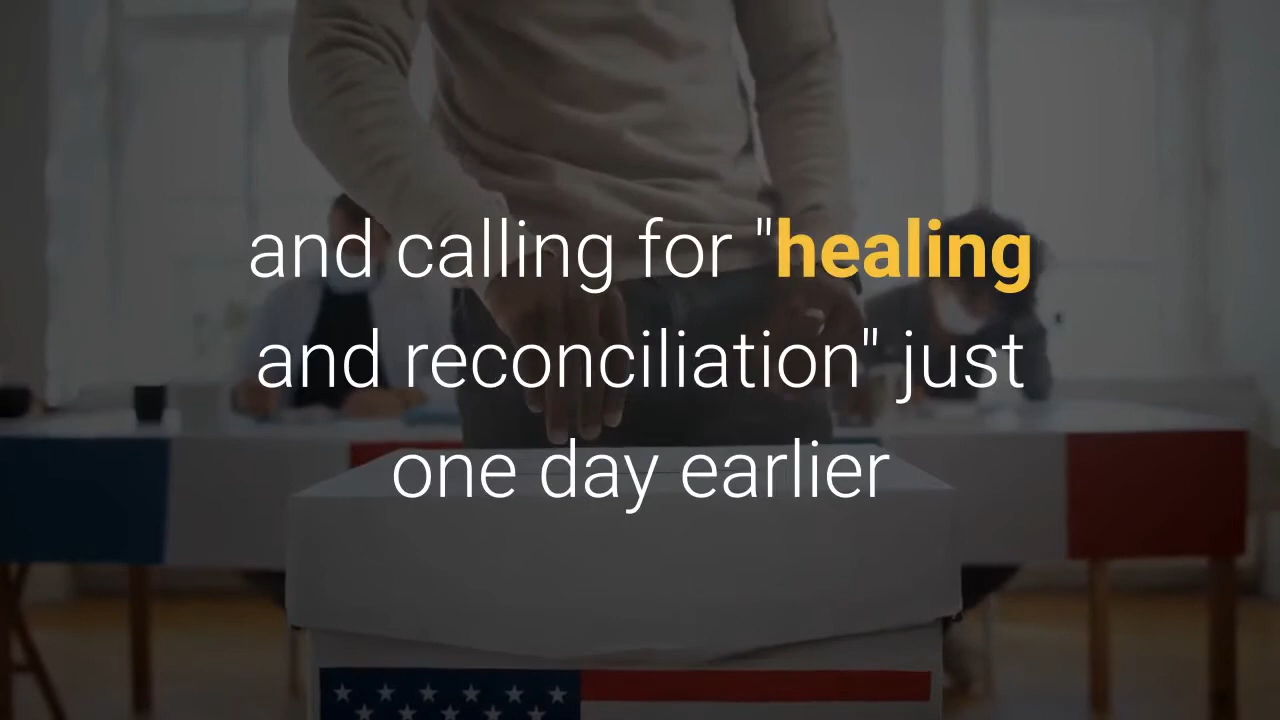 and calling for "healing
and reconciliation" just
one day earlier